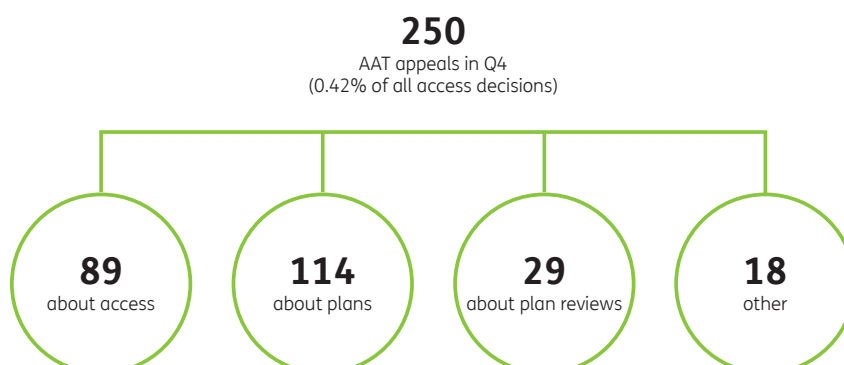 250
AAT appeals in Q4
(0.42% of all access decisions)
89
about access
114
about plans
29
about plan reviews
18
other